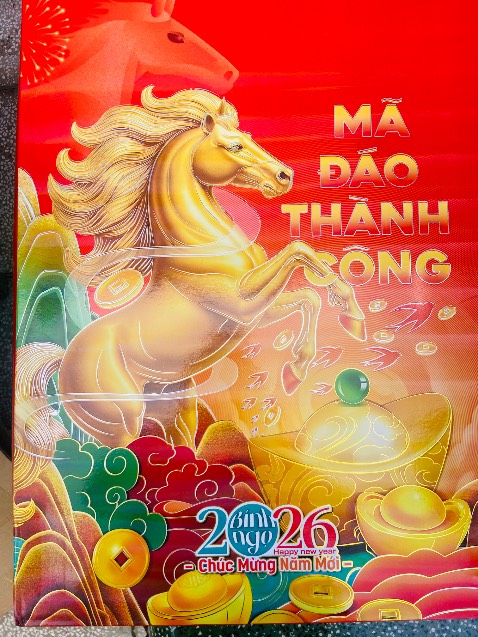 MÃ
ĐÁO
THÀNH
CÔNG
2026
Bính
ngọ
Happy new year
- Chúc Mừng Năm Mới -